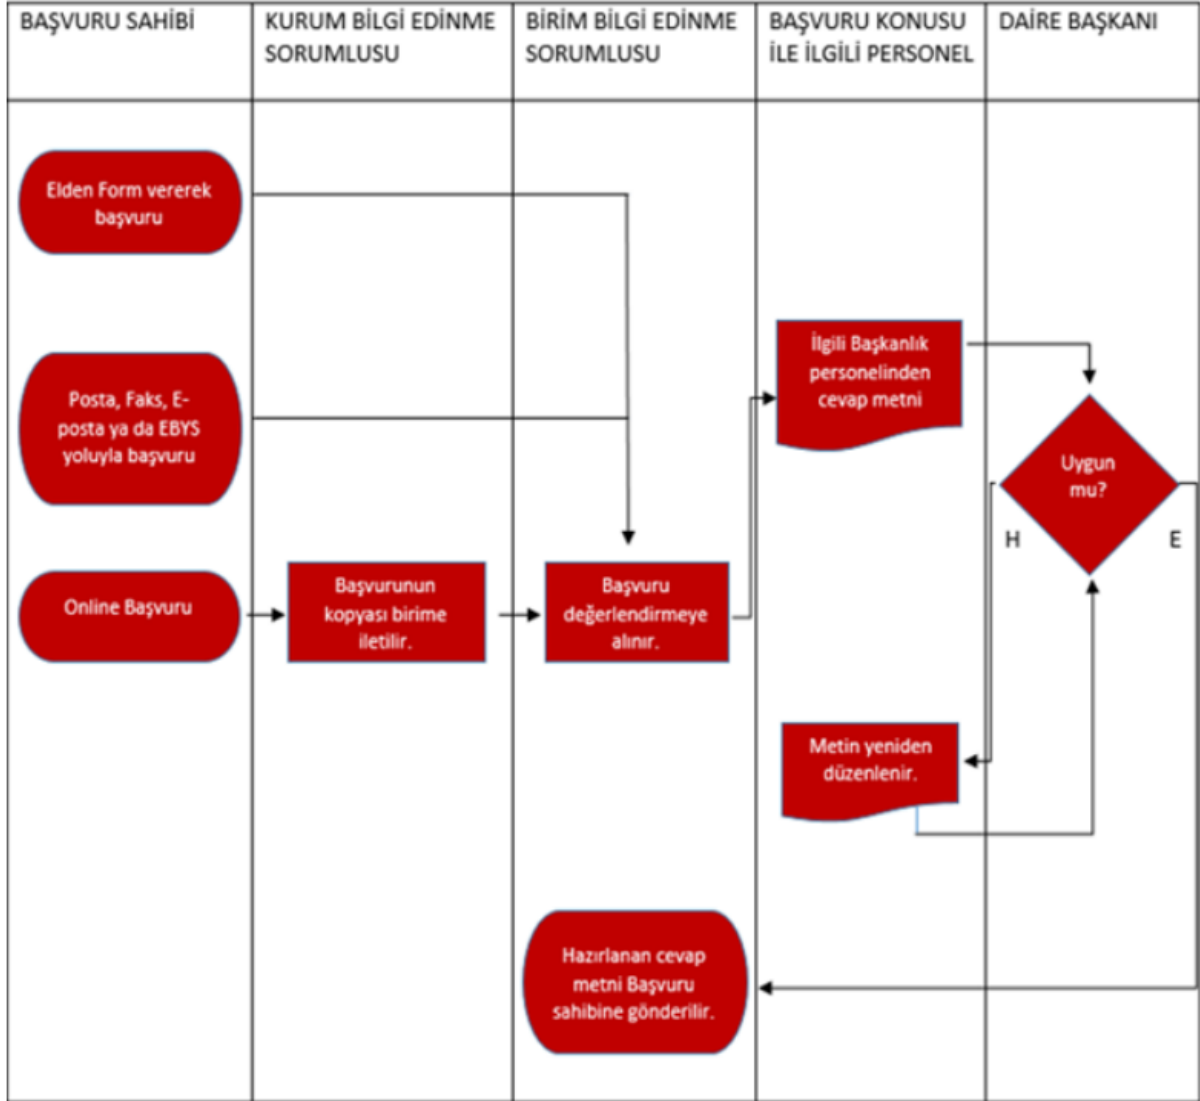 BAŞVURU SAHİBİ
KURUM BİLGİ EDİNME
SORUMLUSU
BİRİM BİLGİ EDİNME
SORUMLUSU
BAŞVURU KONUSU
İLE İLGİLİ PERSONEL
DAİRE BAŞKANI
Elden Form vererek
başvuru
Posta, Faks, E-
posta ya da EBYS
yoluyla başvuru
Online Başvuru
Başvurunun
kopyası birime
iletilir.
Başvuru
değerlendirmeye
alınır.
İlgili Başkanlık
personelinden
cevap metni
Uygun
mu?
H
E
Metin yeniden
düzenlenir.
Hazırlanan cevap
metni Başvuru
sahibine gönderilir.